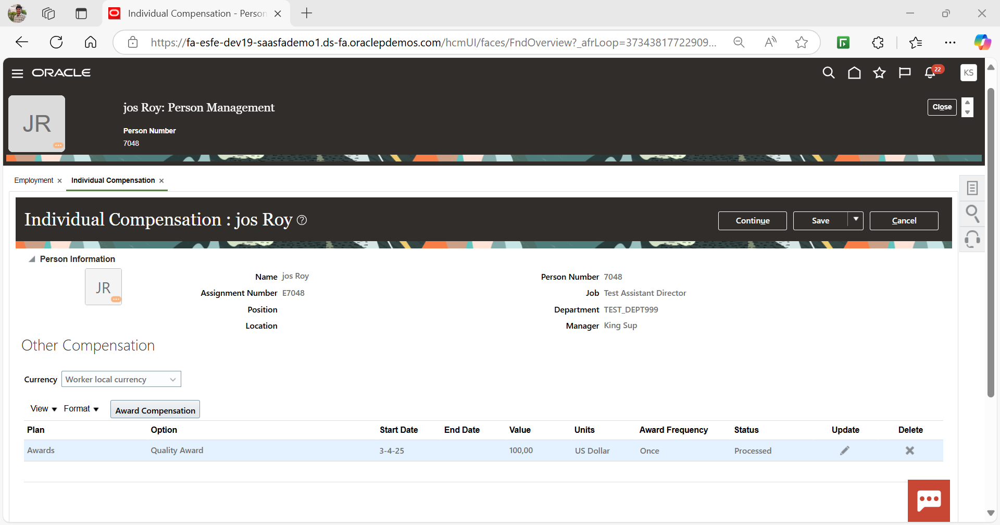 Individual Compensation - Person
https://fa-esfe-dev19-saasfademo1.ds-fa.oraclepdemos.com/hcmUI/faces/FndOverview?_afrLoop=37343817722909...
ORACLE
22
KS
JR
jos Roy: Person Management
Close
Person Number
7048
Employment
Individual Compensation
Individual Compensation : jos Roy
Continue
Save
Cancel
Person Information
JR
Name jos Roy
Person Number 7048
Assignment Number E7048
Job Test Assistant Director
Position
Department TEST_DEPT999
Location
Manager King Sup
Other Compensation
Currency Worker local currency
View Format Award Compensation
Plan Option Start Date End Date Value Units Award Frequency Status Update Delete
Awards Quality Award 3-4-25 100,00 US Dollar Once Processed